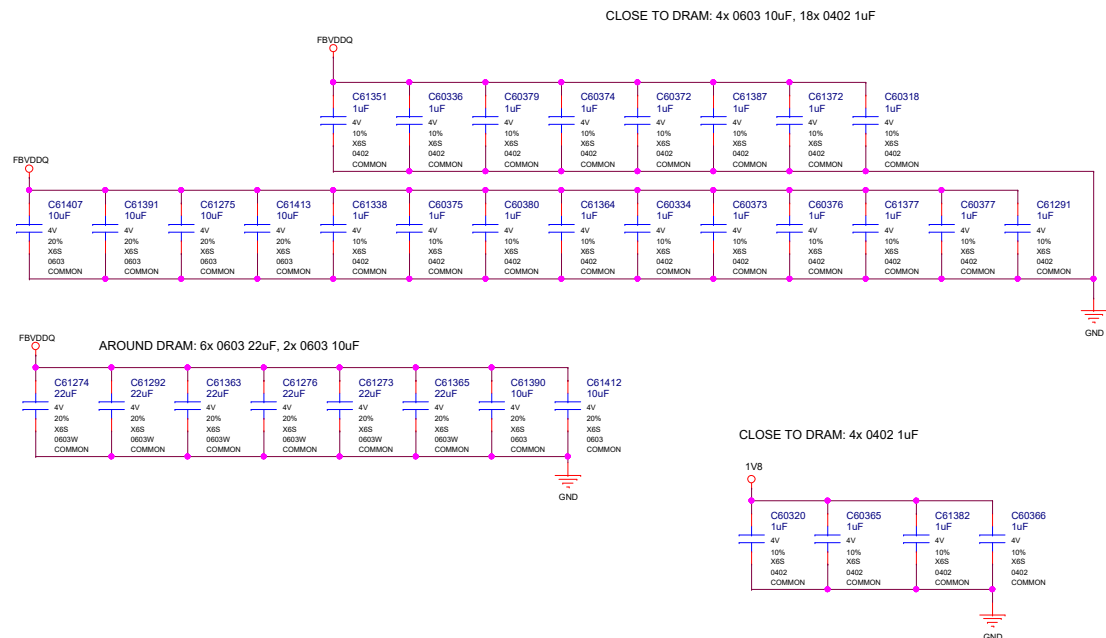 CLOSE TO DRAM: 4x 0603 10uF, 18x 0402 1uF
FBVDDQ
C61351 C60336 C60379 C60374 C60372 C61387 C61372 C60318
1uF 1uF 1uF 1uF 1uF 1uF 1uF 1uF
4V 4V 4V 4V 4V 4V 4V 4V
10% 10% 10% 10% 10% 10% 10% 10%
X6S X6S X6S X6S X6S X6S X6S X6S
0402 0402 0402 0402 0402 0402 0402 0402
COMMON COMMON COMMON COMMON COMMON COMMON COMMON COMMON
FBVDDQ
C61407 C61391 C61275 C61413 C61338 C60375 C60380 C61364 C60334 C60373 C60376 C61377 C60377 C61291
10uF 10uF 10uF 10uF 1uF 1uF 1uF 1uF 1uF 1uF 1uF 1uF 1uF 1uF
4V 4V 4V 4V 4V 4V 4V 4V 4V 4V 4V 4V 4V 4V
20% 20% 20% 20% 10% 10% 10% 10% 10% 10% 10% 10% 10% 10%
X6S X6S X6S X6S X6S X6S X6S X6S X6S X6S X6S X6S X6S X6S
0603 0603 0603 0603 0402 0402 0402 0402 0402 0402 0402 0402 0402 0402
COMMON COMMON COMMON COMMON COMMON COMMON COMMON COMMON COMMON COMMON COMMON COMMON COMMON COMMON
GND
FBVDDQ
AROUND DRAM: 6x 0603 22uF, 2x 0603 10uF
C61274 C61292 C61363 C61276 C61273 C61365 C61390 C61412
22uF 22uF 22uF 22uF 22uF 22uF 10uF 10uF
4V 4V 4V 4V 4V 4V 4V 4V
20% 20% 20% 20% 20% 20% 20% 20%
X6S X6S X6S X6S X6S X6S X6S X6S
0603W 0603W 0603W 0603W 0603W 0603W 0603 0603
COMMON COMMON COMMON COMMON COMMON COMMON COMMON COMMON
GND
CLOSE TO DRAM: 4x 0402 1uF
1V8
C60320 C60365 C61382 C60366
1uF 1uF 1uF 1uF
4V 4V 4V 4V
10% 10% 10% 10%
X6S X6S X6S X6S
0402 0402 0402 0402
COMMON COMMON COMMON COMMON
GND